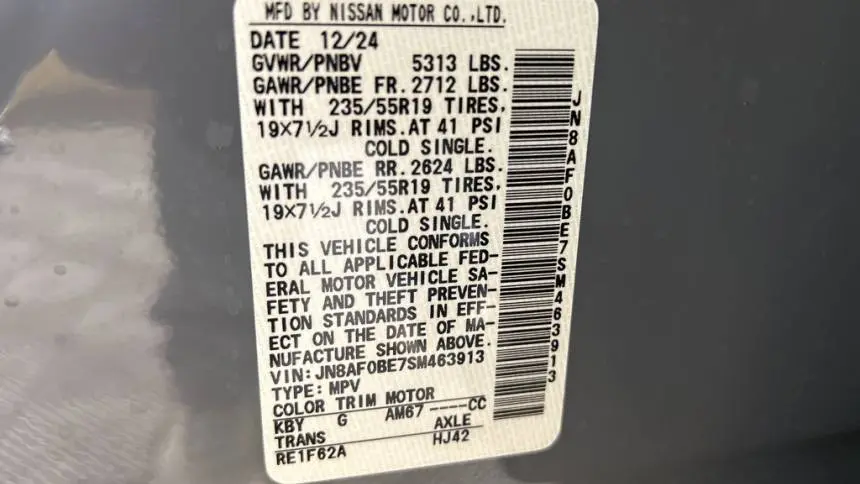 MFD BY NISSAN MOTOR CO.,LTD.
DATE 12/24
GVWR/PNBV 5313 LBS.
GAWR/PNBE FR. 2712 LBS.
WITH 235/55R19 TIRES,
19×7½J RIMS.AT 41 PSI
COLD SINGLE.
GAWR/PNBE RR. 2624 LBS.
WITH 235/55R19 TIRES,
19×7½J RIMS.AT 41 PSI
COLD SINGLE.
THIS VEHICLE CONFORMS
TO ALL APPLICABLE FED-
ERAL MOTOR VEHICLE SA-
FETY AND THEFT PREVEN-
TION STANDARDS IN EFF-
ECT ON THE DATE OF MA-
NUFACTURE SHOWN ABOVE.
VIN:JN8AF0BE7SM463913
TYPE: MPV
COLOR TRIM MOTOR
KBY G AM67 ----CC
TRANS AXLE
RE1F62A HJ42
JN8AF0BE7SM463913